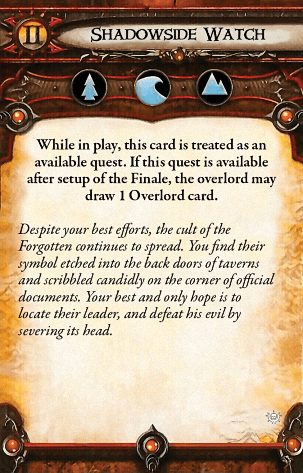 II
Shadowside Watch
While in play, this card is treated as an
available quest. If this quest is available
after setup of the Finale, the overlord may
draw 1 Overlord card.
Despite your best efforts, the cult of the
Forgotten continues to spread. You find their
symbol etched into the back doors of taverns
and scribbled candidly on the corner of official
documents. Your best and only hope is to
locate their leader, and defeat his evil by
severing its head.